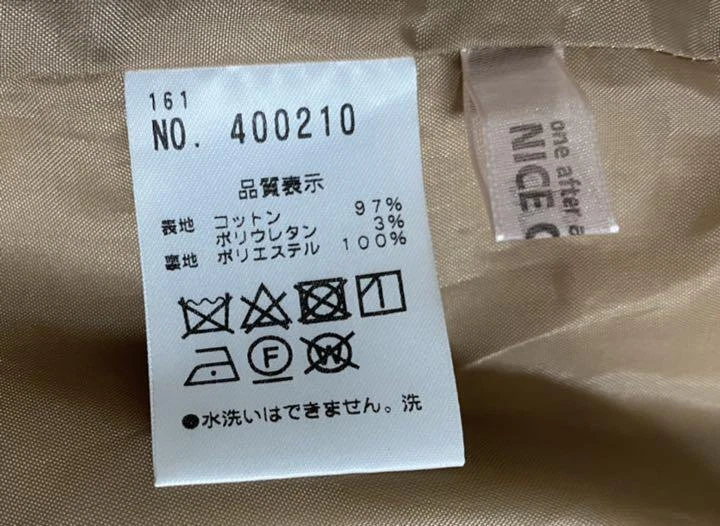 161
NO. 400210
品質表示
表地 コットン 97%
ポリウレタン 3%
裏地 ポリエステル 100%
F
W
●水洗いはできません。洗
one after a
NICE C